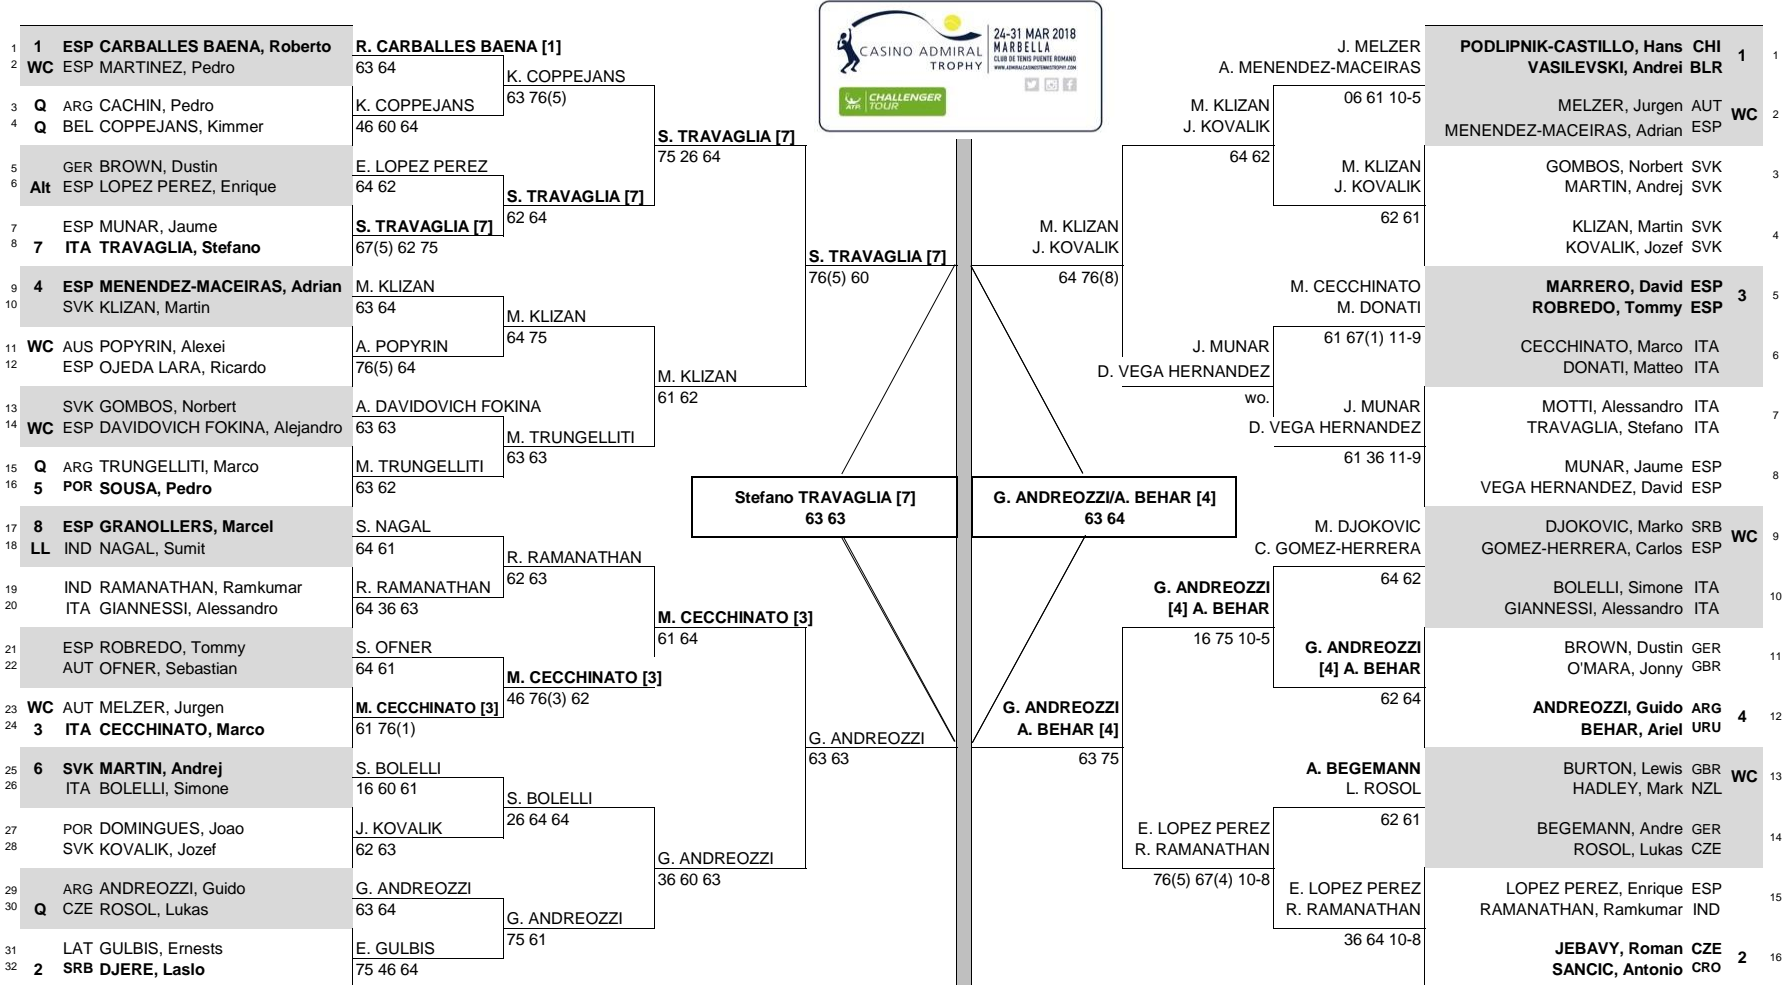 CASINO ADMIRAL
TROPHY
24-31 MAR 2018
MARBELLA
CLUB DE TENIS PUENTE ROMANO
WWW.ADMIRALCASINOSTENNISTROPHY.COM
ATP CHALLENGER
TOUR
1 1 ESP CARBALLES BAENA, Roberto
2 WC ESP MARTINEZ, Pedro
3 Q ARG CACHIN, Pedro
4 Q BEL COPPEJANS, Kimmer
5 GER BROWN, Dustin
6 Alt ESP LOPEZ PEREZ, Enrique
7 ESP MUNAR, Jaume
8 7 ITA TRAVAGLIA, Stefano
9 4 ESP MENENDEZ-MACEIRAS, Adrian
10 SVK KLIZAN, Martin
11 WC AUS POPYRIN, Alexei
12 ESP OJEDA LARA, Ricardo
13 SVK GOMBOS, Norbert
14 WC ESP DAVIDOVICH FOKINA, Alejandro
15 Q ARG TRUNGELLITI, Marco
16 5 POR SOUSA, Pedro
17 8 ESP GRANOLLERS, Marcel
18 LL IND NAGAL, Sumit
19 IND RAMANATHAN, Ramkumar
20 ITA GIANNESSI, Alessandro
21 ESP ROBREDO, Tommy
22 AUT OFNER, Sebastian
23 WC AUT MELZER, Jurgen
24 3 ITA CECCHINATO, Marco
25 6 SVK MARTIN, Andrej
26 ITA BOLELLI, Simone
27 POR DOMINGUES, Joao
28 SVK KOVALIK, Jozef
29 ARG ANDREOZZI, Guido
30 Q CZE ROSOL, Lukas
31 LAT GULBIS, Ernests
32 2 SRB DJERE, Laslo
R. CARBALLES BAENA [1]
63 64
K. COPPEJANS
46 60 64
E. LOPEZ PEREZ
64 62
S. TRAVAGLIA [7]
67(5) 62 75
M. KLIZAN
63 64
A. POPYRIN
76(5) 64
A. DAVIDOVICH FOKINA
63 63
M. TRUNGELLITI
63 62
S. NAGAL
64 61
R. RAMANATHAN
64 36 63
S. OFNER
64 61
M. CECCHINATO [3]
61 76(1)
S. BOLELLI
16 60 61
J. KOVALIK
62 63
G. ANDREOZZI
63 64
E. GULBIS
75 46 64
K. COPPEJANS
63 76(5)
S. TRAVAGLIA [7]
62 64
M. KLIZAN
64 75
M. TRUNGELLITI
63 63
R. RAMANATHAN
62 63
M. CECCHINATO [3]
46 76(3) 62
S. BOLELLI
26 64 64
G. ANDREOZZI
75 61
S. TRAVAGLIA [7]
75 26 64
M. KLIZAN
61 62
M. CECCHINATO [3]
61 64
G. ANDREOZZI
36 60 63
S. TRAVAGLIA [7]
76(5) 60
G. ANDREOZZI
63 63
Stefano TRAVAGLIA [7]
63 63
G. ANDREOZZI/A. BEHAR [4]
63 64
M. KLIZAN
J. KOVALIK
64 76(8)
G. ANDREOZZI
A. BEHAR [4]
63 75
M. KLIZAN
J. KOVALIK
64 62
J. MUNAR
D. VEGA HERNANDEZ
wo.
G. ANDREOZZI
[4] A. BEHAR
16 75 10-5
E. LOPEZ PEREZ
R. RAMANATHAN
76(5) 67(4) 10-8
J. MELZER
A. MENENDEZ-MACEIRAS
06 61 10-5
M. KLIZAN
J. KOVALIK
62 61
M. CECCHINATO
M. DONATI
61 67(1) 11-9
J. MUNAR
D. VEGA HERNANDEZ
61 36 11-9
M. DJOKOVIC
C. GOMEZ-HERRERA
64 62
G. ANDREOZZI
[4] A. BEHAR
62 64
A. BEGEMANN
L. ROSOL
62 61
E. LOPEZ PEREZ
R. RAMANATHAN
36 64 10-8
PODLIPNIK-CASTILLO, Hans CHI
VASILEVSKI, Andrei BLR
1 1
MELZER, Jurgen AUT
MENENDEZ-MACEIRAS, Adrian ESP
WC 2
GOMBOS, Norbert SVK
MARTIN, Andrej SVK
3
KLIZAN, Martin SVK
KOVALIK, Jozef SVK
4
MARRERO, David ESP
ROBREDO, Tommy ESP
3 5
CECCHINATO, Marco ITA
DONATI, Matteo ITA
6
MOTTI, Alessandro ITA
TRAVAGLIA, Stefano ITA
7
MUNAR, Jaume ESP
VEGA HERNANDEZ, David ESP
8
DJOKOVIC, Marko SRB
GOMEZ-HERRERA, Carlos ESP
WC 9
BOLELLI, Simone ITA
GIANNESSI, Alessandro ITA
10
BROWN, Dustin GER
O'MARA, Jonny GBR
11
ANDREOZZI, Guido ARG
BEHAR, Ariel URU
4 12
BURTON, Lewis GBR
HADLEY, Mark NZL
WC 13
BEGEMANN, Andre GER
ROSOL, Lukas CZE
14
LOPEZ PEREZ, Enrique ESP
RAMANATHAN, Ramkumar IND
15
JEBAVY, Roman CZE
SANCIC, Antonio CRO
2 16